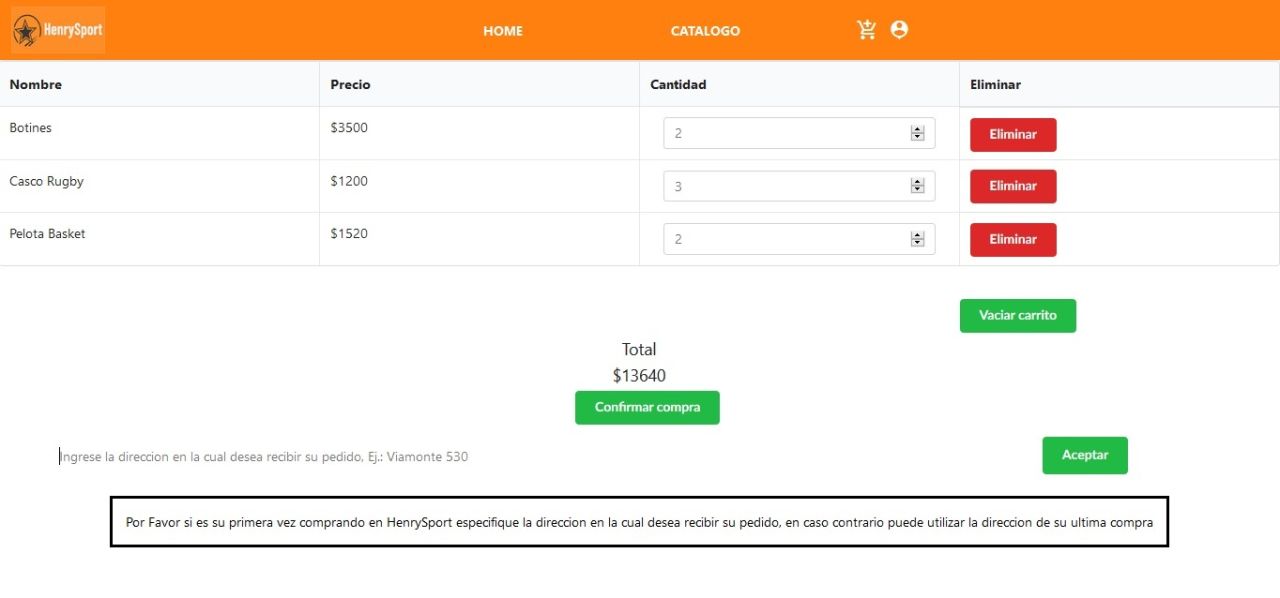 HenrySport HOME CATALOGO
Nombre Precio Cantidad Eliminar
Botines $3500 2 Eliminar
Casco Rugby $1200 3 Eliminar
Pelota Basket $1520 2 Eliminar
Vaciar carrito
Total
$13640
Confirmar compra
Ingrese la direccion en la cual desea recibir su pedido, Ej.: Viamonte 530 Aceptar
Por Favor si es su primera vez comprando en HenrySport especifique la direccion en la cual desea recibir su pedido, en caso contrario puede utilizar la direccion de su ultima compra